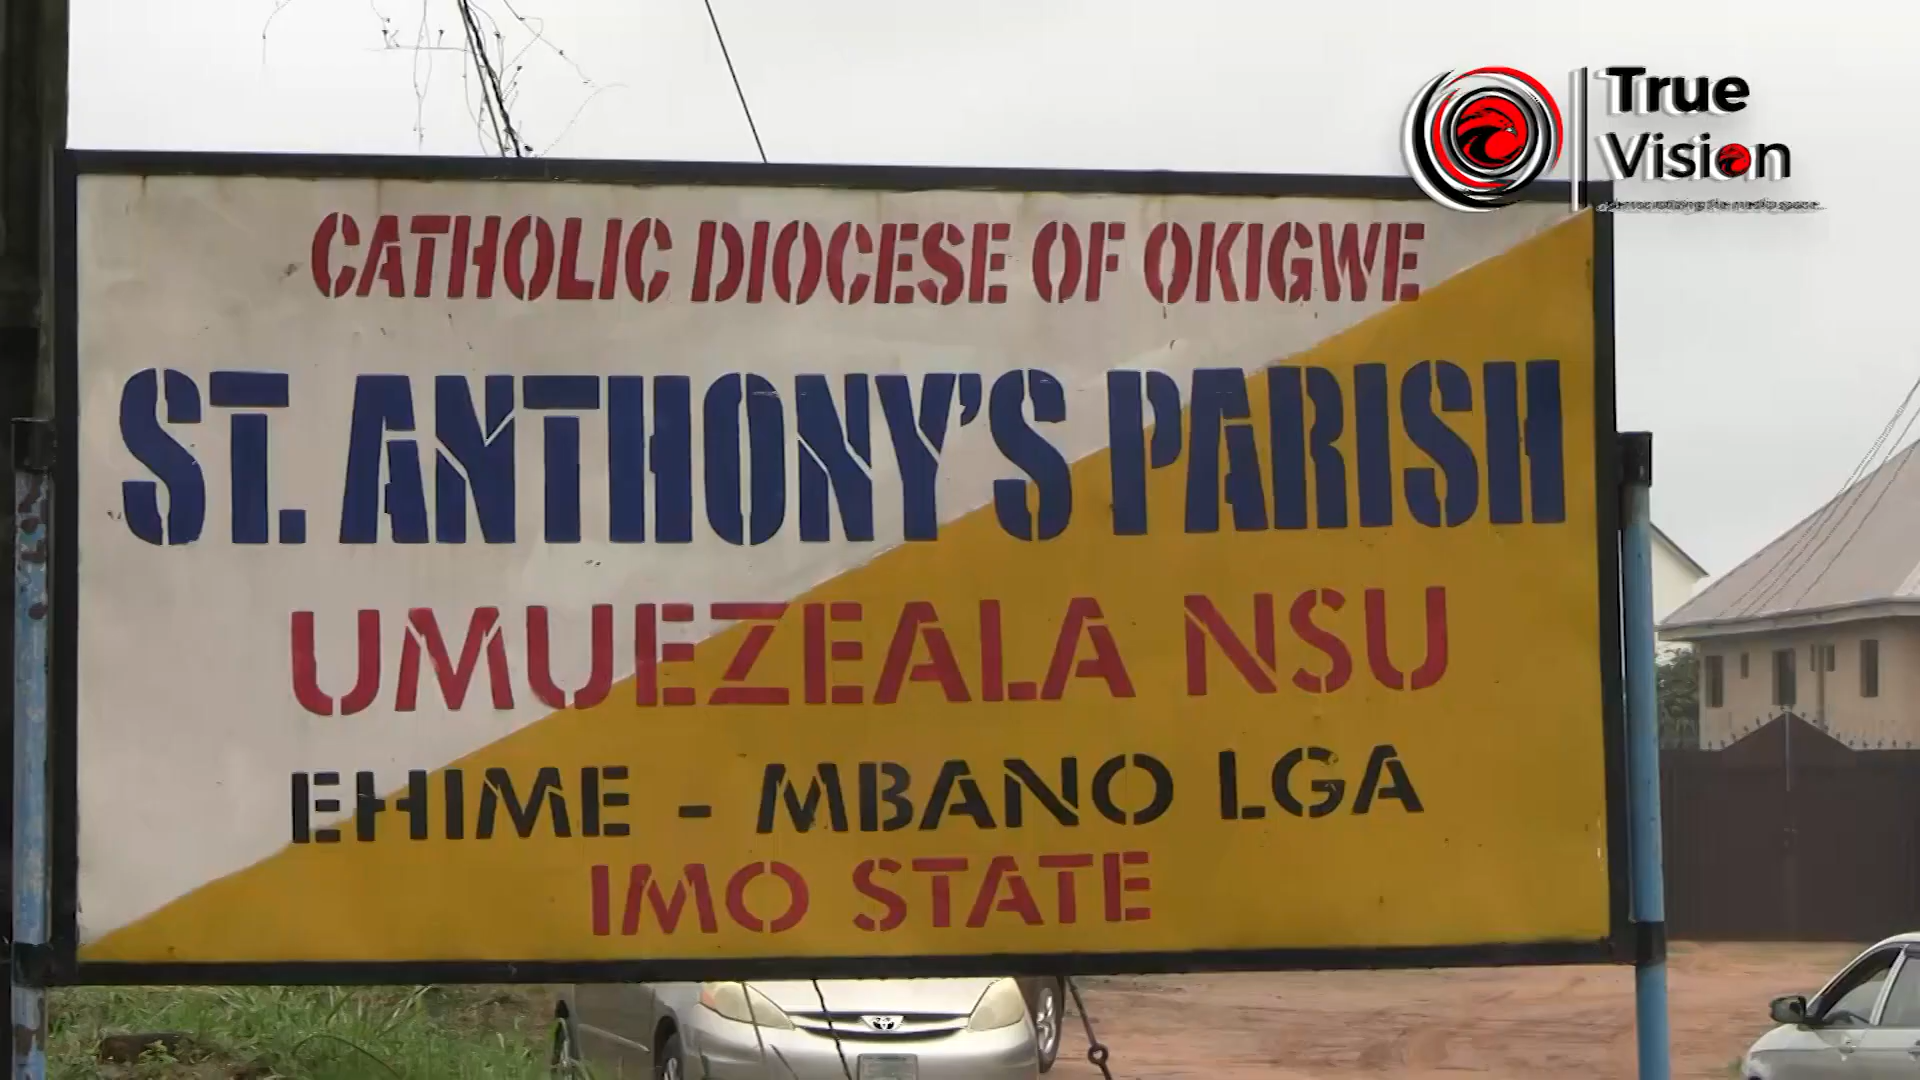 True
Vision
CATHOLIC DIOCESE OF OKIGWE
ST. ANTHONY'S PARISH
UMUEZEALA NSU
EHIME - MBANO LGA
IMO STATE